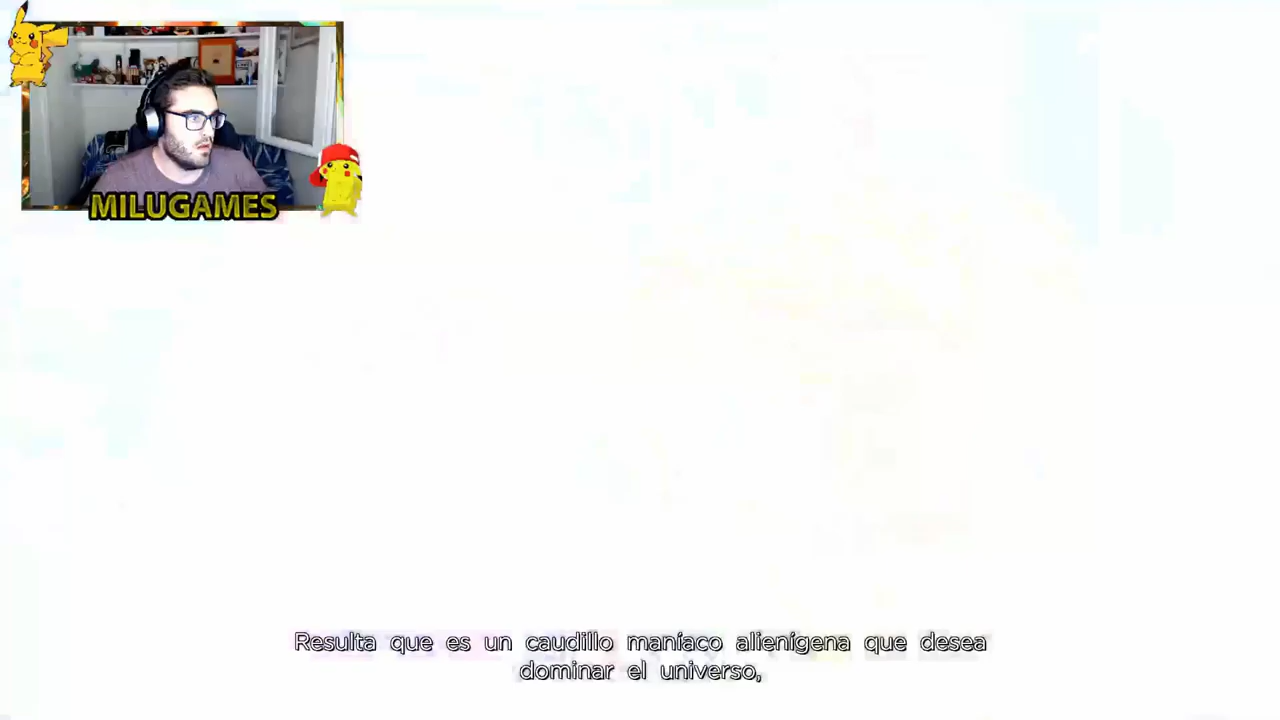 MILUGAMES
Resulta que es un caudillo maníaco alienígena que desea
dominar el universo,